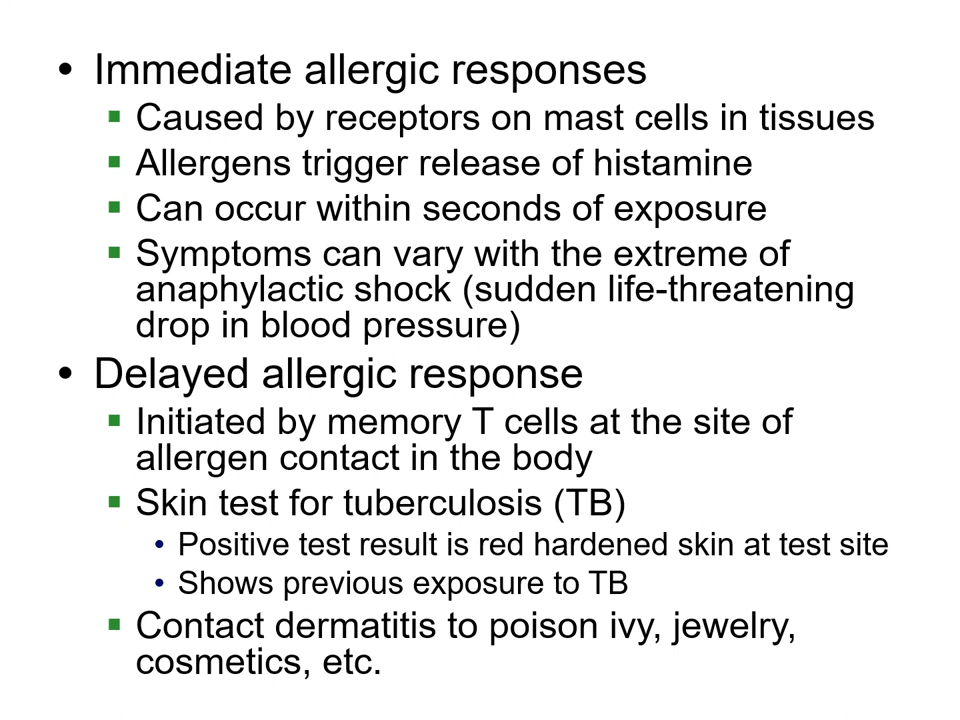 • Immediate allergic responses
▪ Caused by receptors on mast cells in tissues
▪ Allergens trigger release of histamine
▪ Can occur within seconds of exposure
▪ Symptoms can vary with the extreme of
anaphylactic shock (sudden life-threatening
drop in blood pressure)
• Delayed allergic response
▪ Initiated by memory T cells at the site of
allergen contact in the body
▪ Skin test for tuberculosis (TB)
• Positive test result is red hardened skin at test site
• Shows previous exposure to TB
▪ Contact dermatitis to poison ivy, jewelry,
cosmetics, etc.